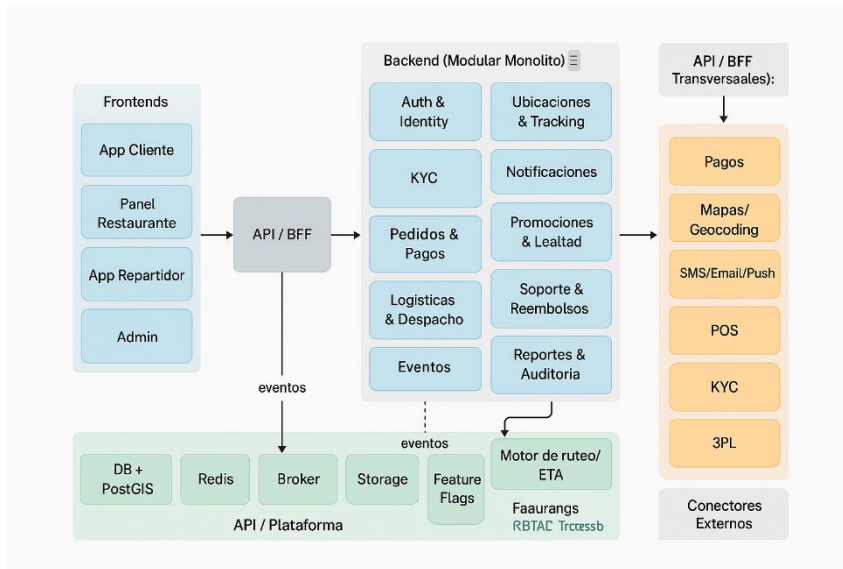 Frontends
App Cliente
Panel
Restaurante
App Repartidor
Admin
API / BFF
eventos
Backend (Modular Monolito)
Auth &
Identity
KYC
Pedidos &
Pagos
Logisticas
& Despacho
Eventos
Ubicaciones
& Tracking
Notificaciones
Promociones
& Lealtad
Soporte &
Reembolsos
Reportes &
Auditoria
eventos
API / BFF
Transversaales):
Pagos
Mapas/
Geocoding
SMS/Email/Push
POS
KYC
3PL
Conectores
Externos
DB +
PostGIS
Redis
Broker
Storage
Feature
Flags
Motor de ruteo/
ETA
Faaurangs
API / Plataforma